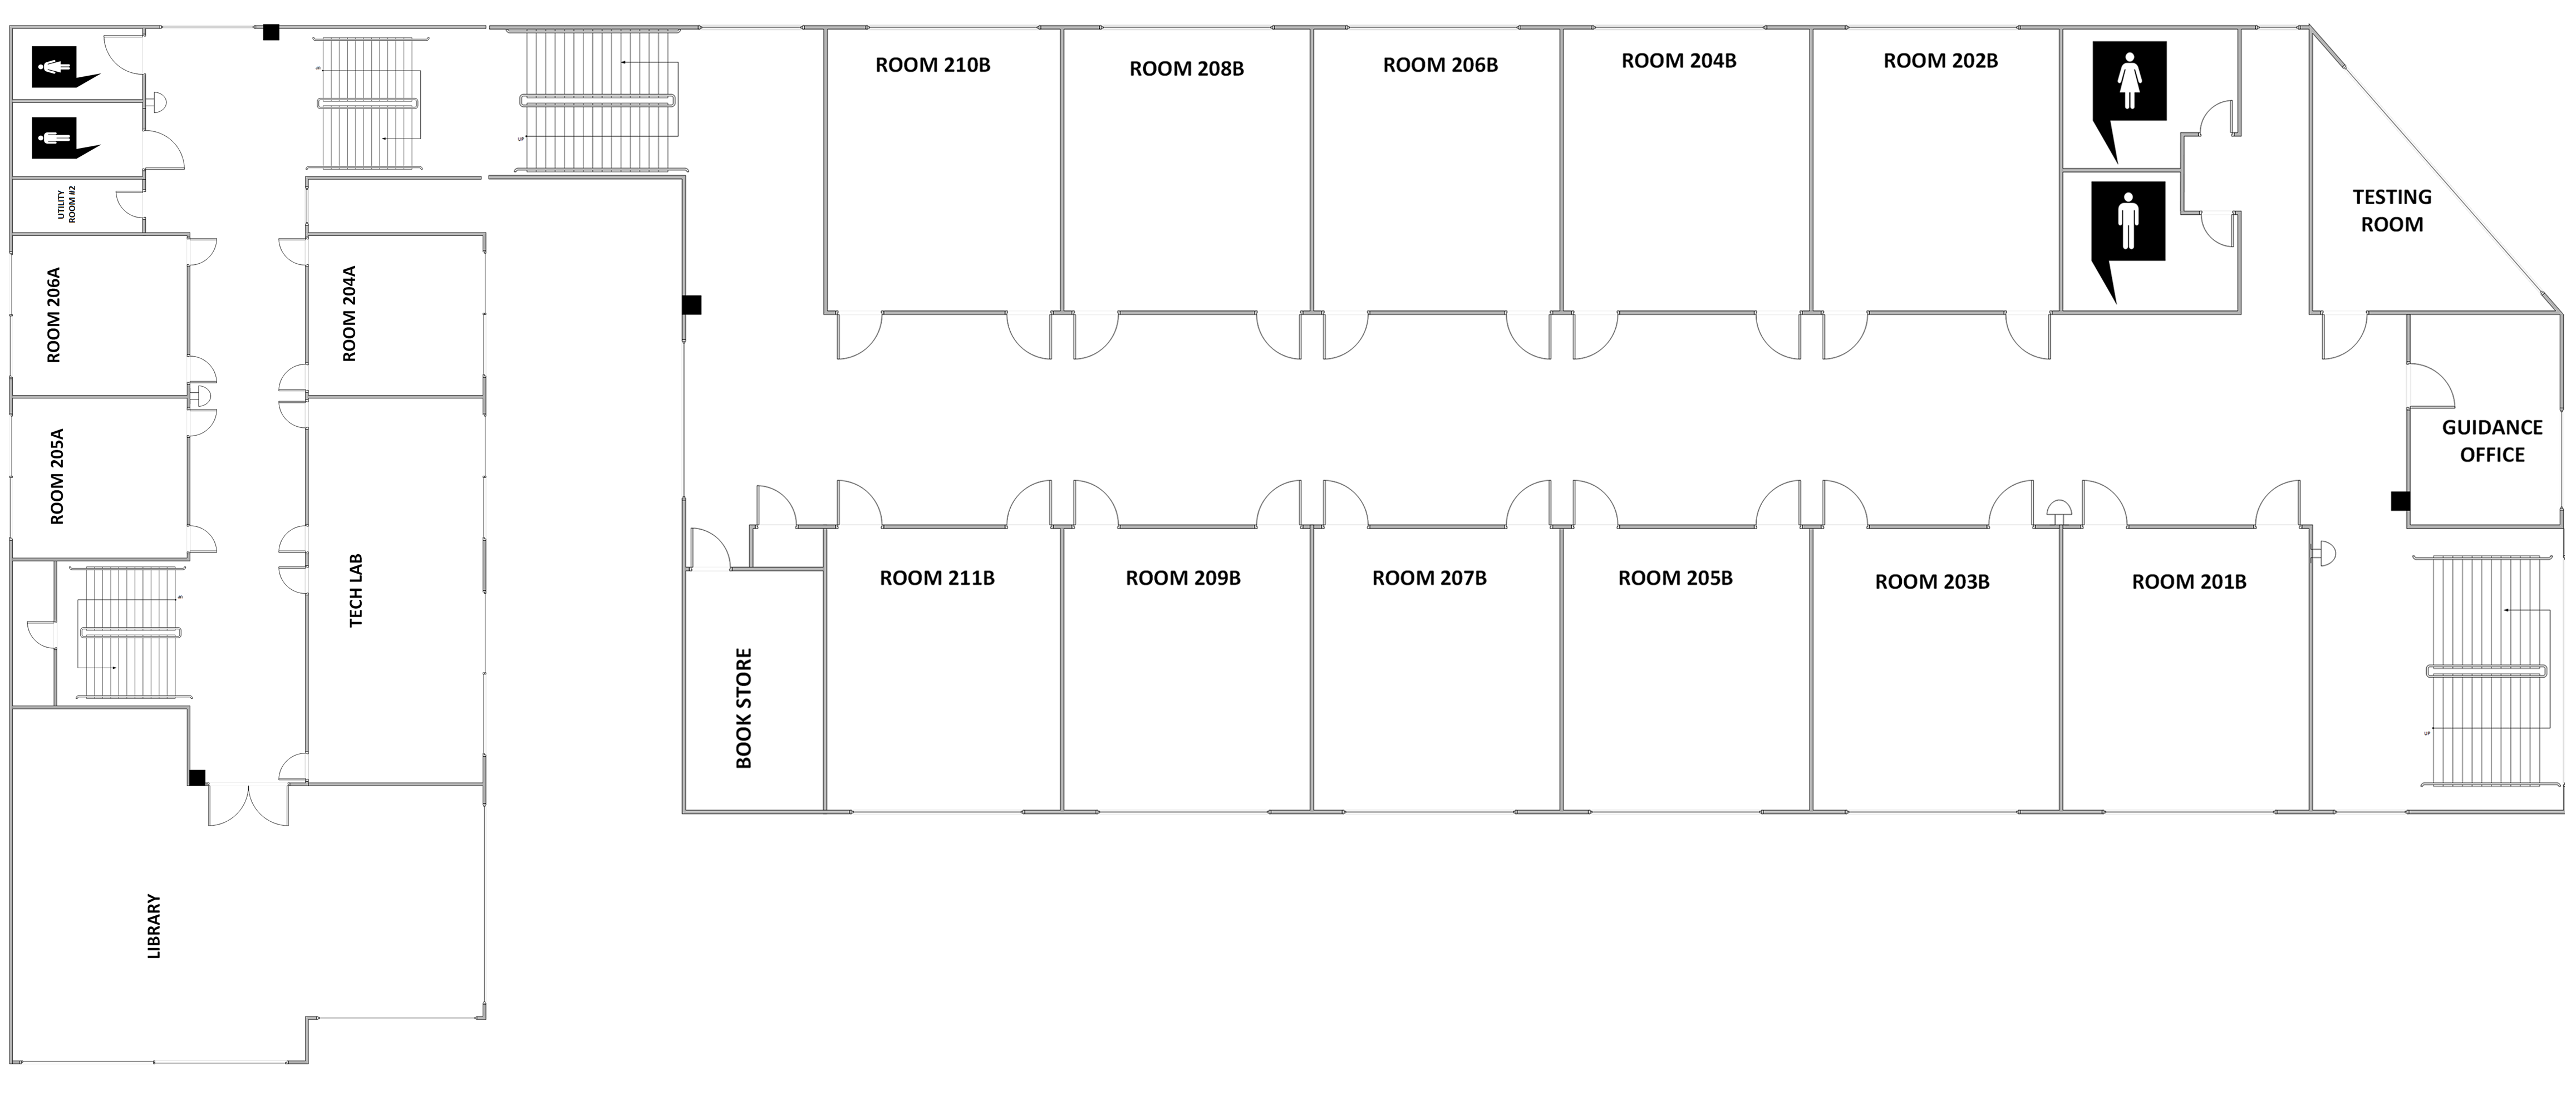 ROOM 210B
ROOM 208B
ROOM 206B
ROOM 204B
ROOM 202B
UP
UTILITY
ROOM #2
TESTING
ROOM
ROOM 206A
ROOM 204A
ROOM 205A
GUIDANCE
OFFICE
TECH LAB
ROOM 211B
ROOM 209B
ROOM 207B
ROOM 205B
ROOM 203B
ROOM 201B
BOOK STORE
UP
LIBRARY